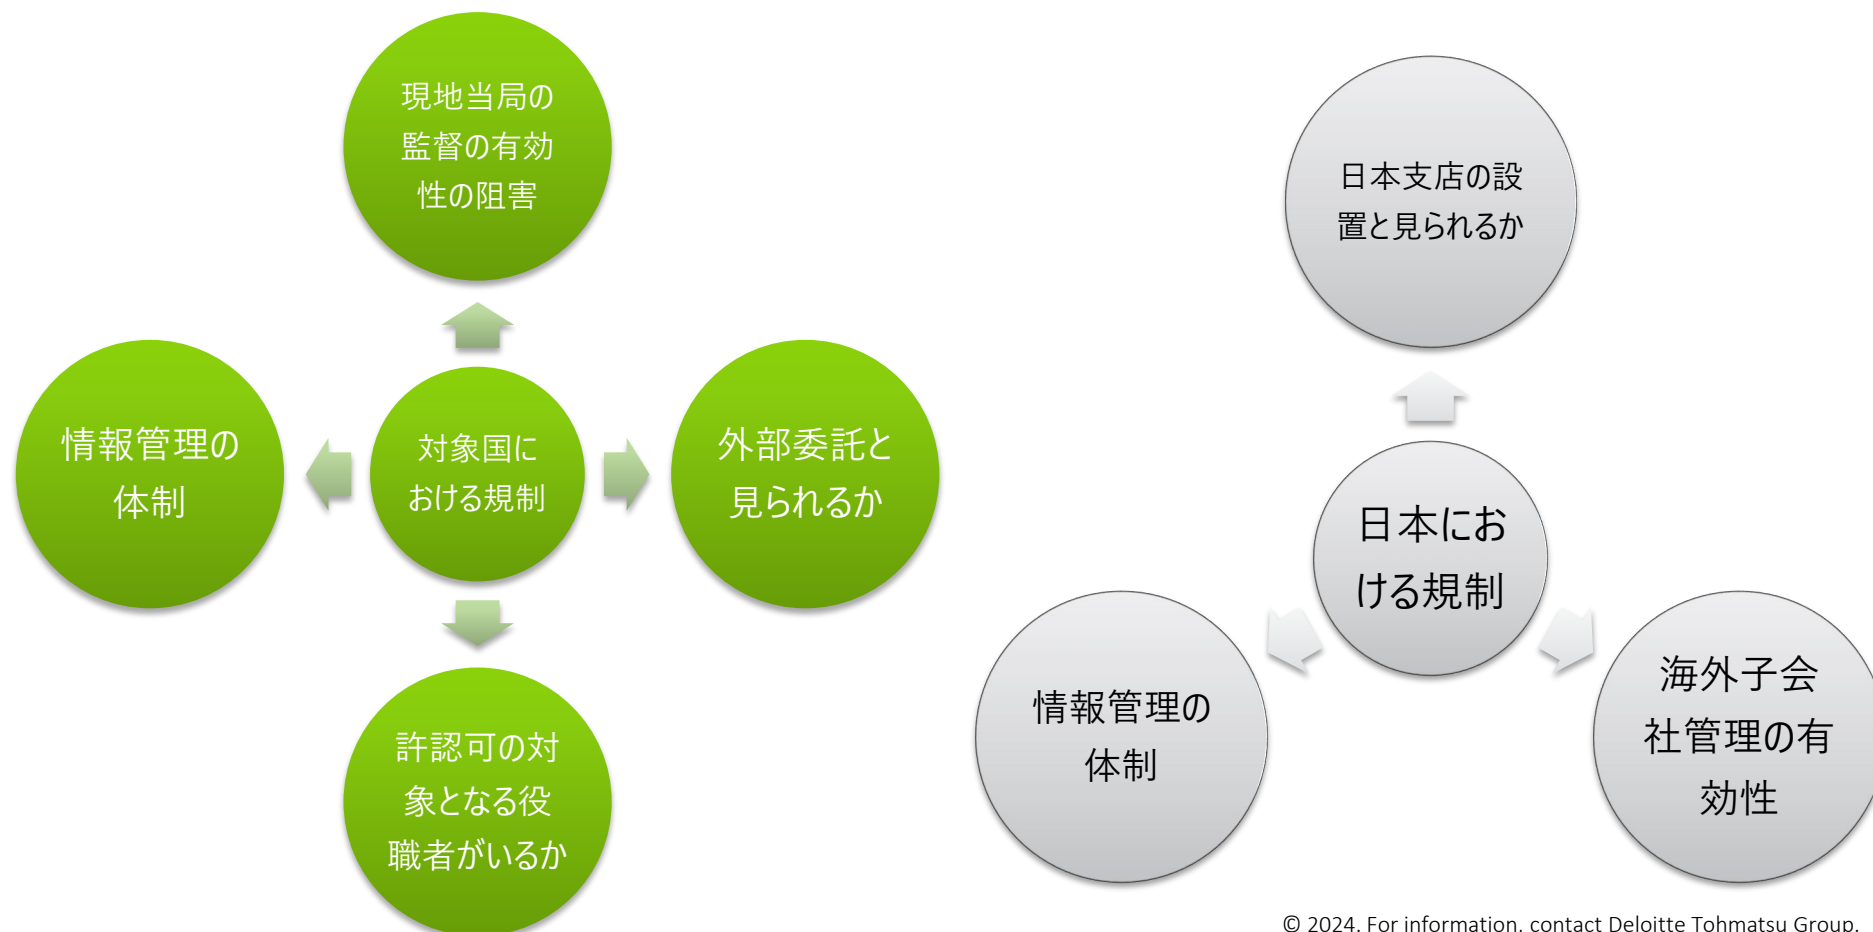 現地当局の
監督の有効
性の阻害
情報管理の
体制
対象国に
おける規制
外部委託と
見られるか
許認可の対
象となる役
職者がいるか
日本支店の設
置と見られるか
日本にお
ける規制
情報管理の
体制
海外子会
社管理の有
効性
© 2024. For information, contact Deloitte Tohmatsu Group.